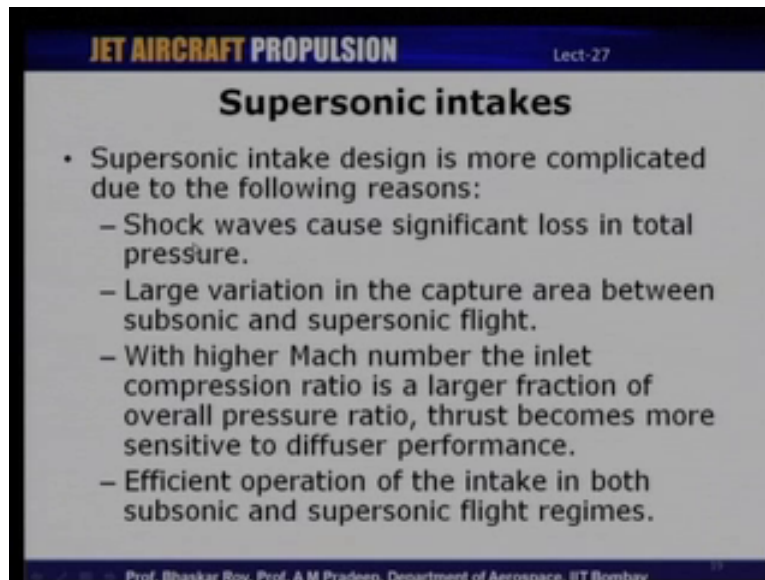 JET AIRCRAFT PROPULSION
Lect-27
Supersonic intakes
• Supersonic intake design is more complicated
due to the following reasons:
– Shock waves cause significant loss in total
pressure.
– Large variation in the capture area between
subsonic and supersonic flight.
– With higher Mach number the inlet
compression ratio is a larger fraction of
overall pressure ratio, thrust becomes more
sensitive to diffuser performance.
– Efficient operation of the intake in both
subsonic and supersonic flight regimes.
Prof. Bhaskar Roy, Prof. A M Pradeep, Department of Aerospace, IIT Bombay